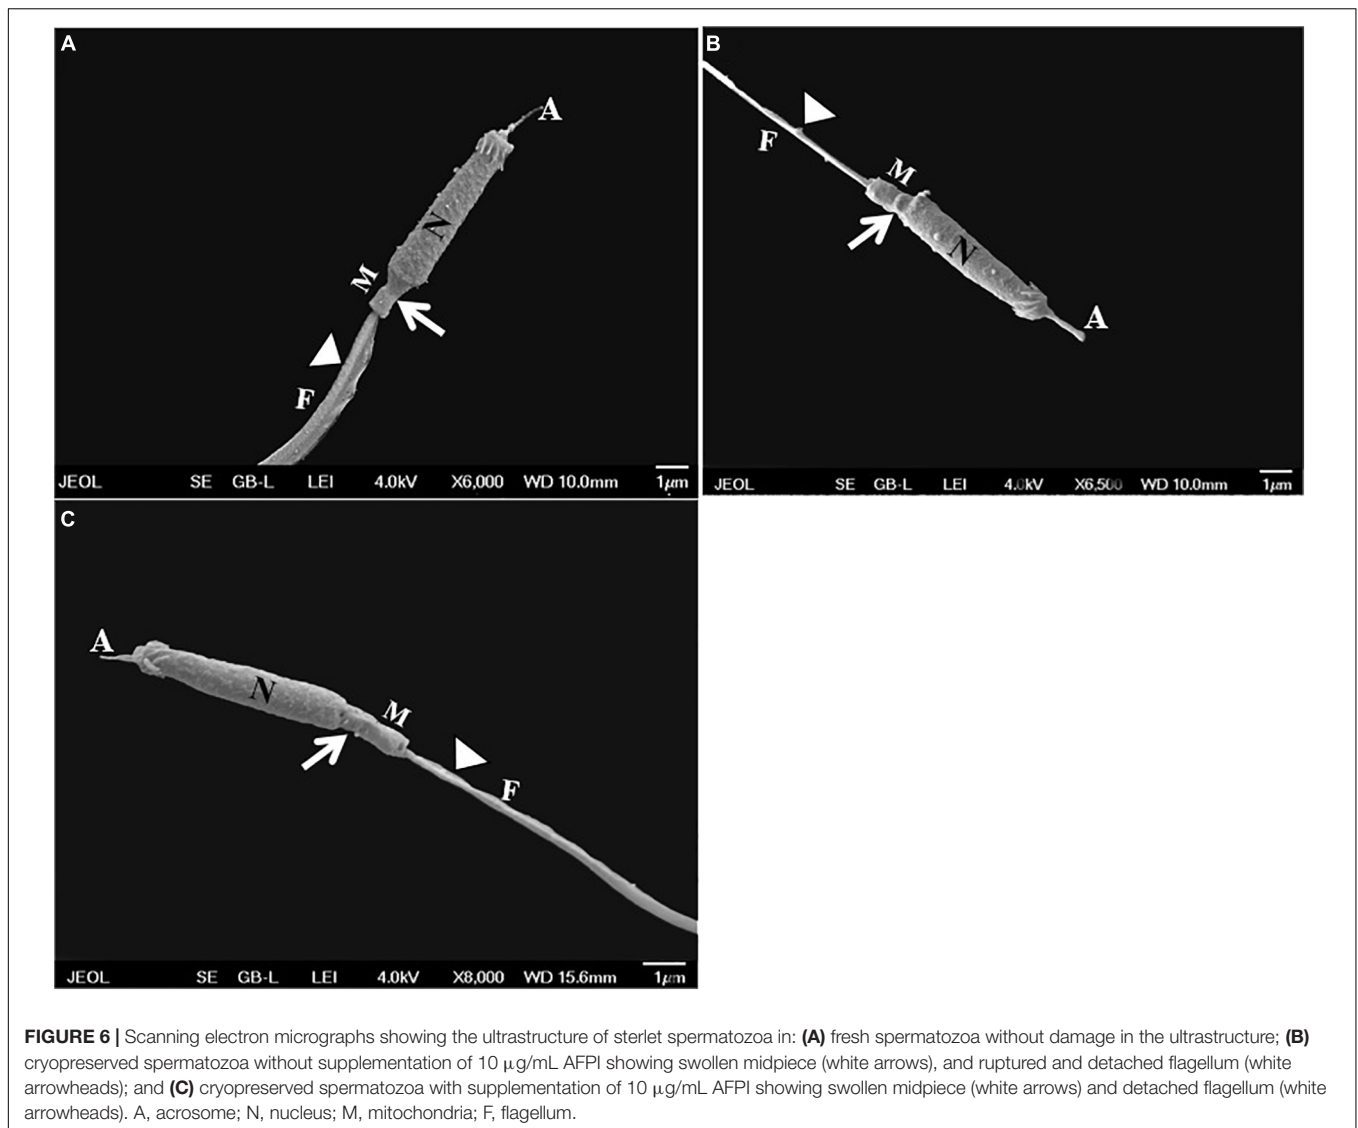 A
A
N
M
F
JEOL SE GB-L LEI 4.0kV X6,000 WD 10.0mm 1μm
B
F
M
N
A
JEOL SE GB-L LEI 4.0kV X6,500 WD 10.0mm 1μm
C
A
N
M
F
JEOL SE GB-L LEI 4.0kV X8,000 WD 15.6mm 1μm
FIGURE 6 | Scanning electron micrographs showing the ultrastructure of sterlet spermatozoa in: (A) fresh spermatozoa without damage in the ultrastructure; (B)
cryopreserved spermatozoa without supplementation of 10 μg/mL AFPI showing swollen midpiece (white arrows), and ruptured and detached flagellum (white
arrowheads); and (C) cryopreserved spermatozoa with supplementation of 10 μg/mL AFPI showing swollen midpiece (white arrows) and detached flagellum (white
arrowheads). A, acrosome; N, nucleus; M, mitochondria; F, flagellum.